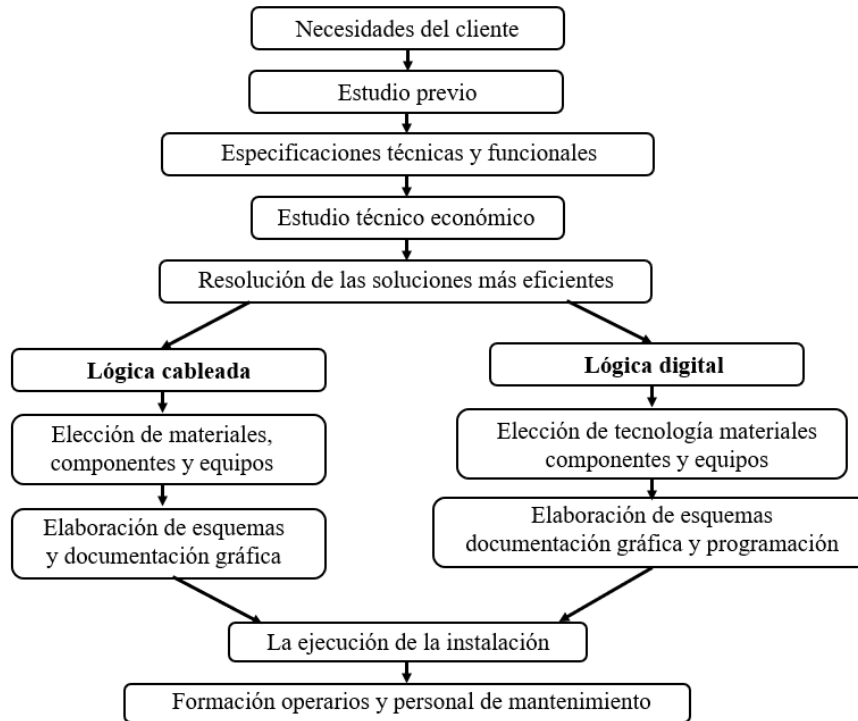 Necesidades del cliente
Estudio previo
Especificaciones técnicas y funcionales
Estudio técnico económico
Resolución de las soluciones más eficientes
Lógica cableada
Elección de materiales,
componentes y equipos
Elaboración de esquemas
y documentación gráfica
Lógica digital
Elección de tecnología materiales
componentes y equipos
Elaboración de esquemas
documentación gráfica y programación
La ejecución de la instalación
Formación operarios y personal de mantenimiento